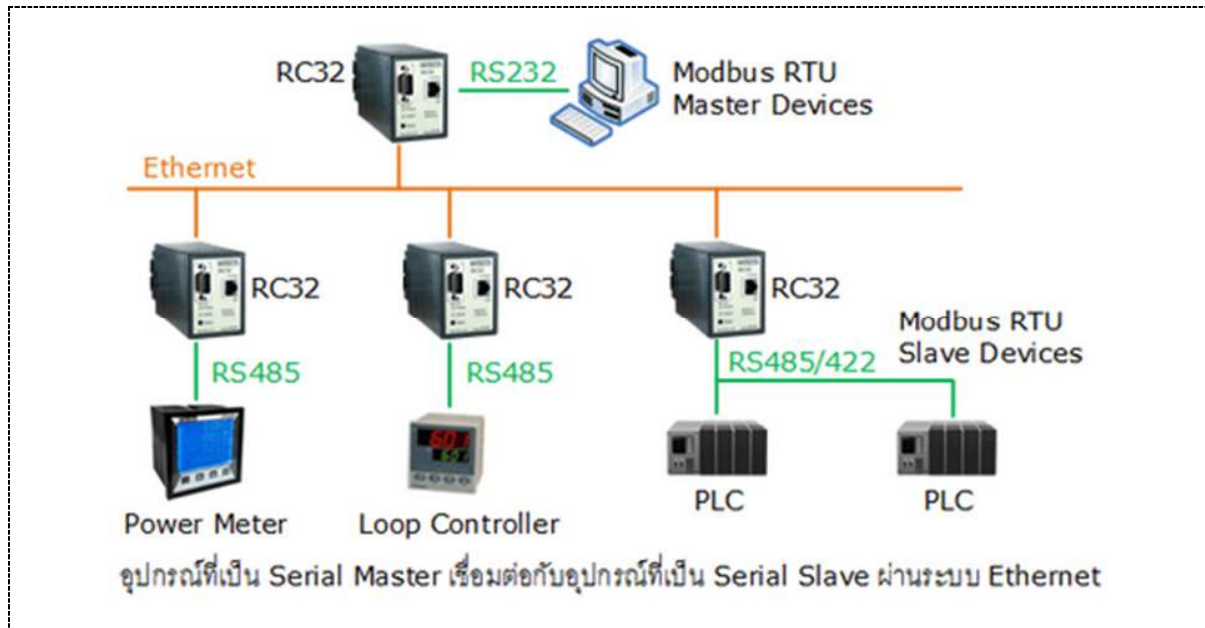 RC32
RS232
Modbus RTU
Master Devices
Ethernet
RC32
RC32
RC32
Modbus RTU
Slave Devices
RS485
RS485
RS485/422
Power Meter
Loop Controller
PLC
PLC
อุปกรณ์ที่เป็น Serial Master เชื่อมต่อกับอุปกรณ์ที่เป็น Serial Slave ผ่านระบบ Ethernet